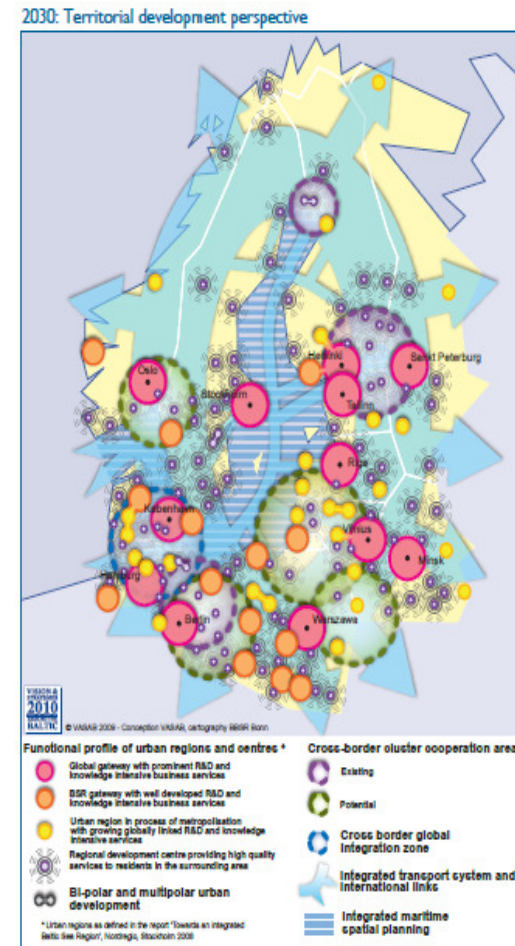 2030: Territorial development perspective
Helsinki
Sankt Peterburg
Oslo
Stockholm
Tallinn
Riga
København
Vilnius
Minsk
Hamburg
Berlin
Warszawa
VISION &
2010
BALTIC
© VASAB 2009 - Conception VASAB, cartography BBSR Bonn
Functional profile of urban regions and centres *
Global gateway with prominent R&D and
knowledge intensive business services
BSR gateway with well developed R&D and
knowledge intensive business services
Urban region in process of metropolisation
with growing globally linked R&D and knowledge
intensive services
Regional development centre providing high quality
services to residents in the surrounding area
Bi-polar and multipolar urban
development
* Urban regions as defined in the report 'Towards an Integrated
Baltic Sea Region', Nordregio, Stockholm 2008
Cross-border cluster cooperation area
Existing
Potential
Cross border global
integration zone
Integrated transport system and
international links
Integrated maritime
spatial planning